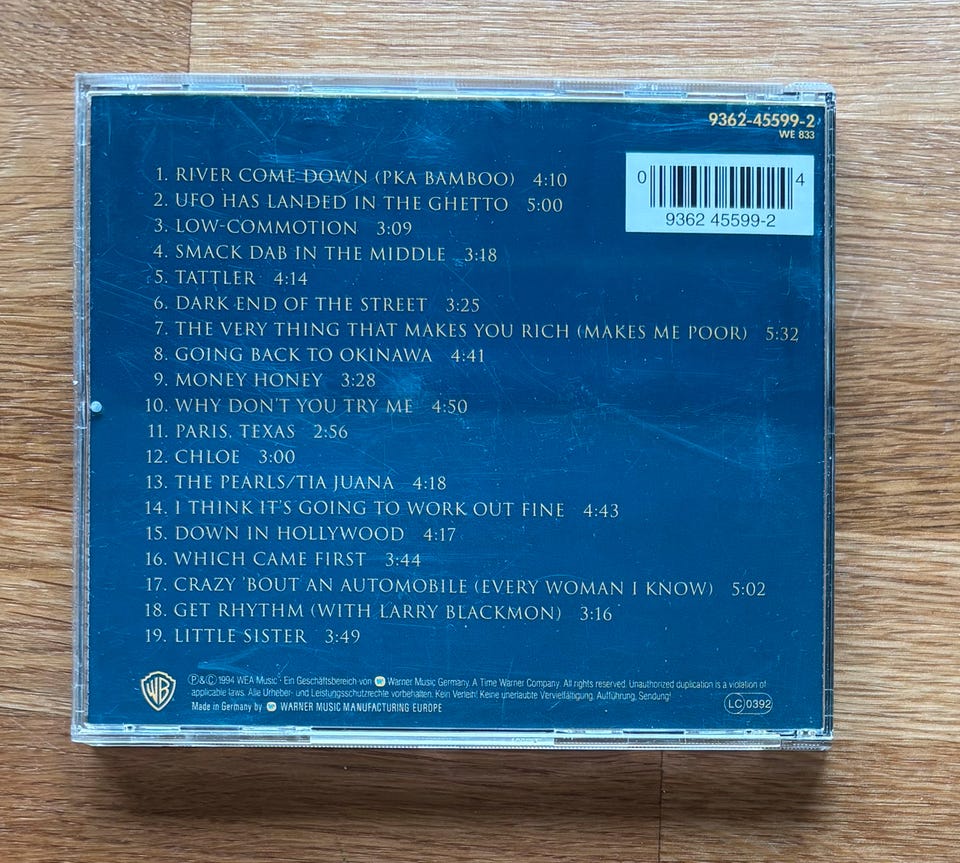 9362-45599-2
WE 833
0 4
9362 45599-2
1. RIVER COME DOWN (PKA BAMBOO) 4:10
2. UFO HAS LANDED IN THE GHETTO 5:00
3. LOW-COMMOTION 3:09
4. SMACK DAB IN THE MIDDLE 3:18
5. TATTLER 4:14
6. DARK END OF THE STREET 3:25
7. THE VERY THING THAT MAKES YOU RICH (MAKES ME POOR) 5:32
8. GOING BACK TO OKINAWA 4:41
9. MONEY HONEY 3:28
10. WHY DON'T YOU TRY ME 4:50
11. PARIS, TEXAS 2:56
12. CHLOE 3:00
13. THE PEARLS/TIA JUANA 4:18
14. I THINK IT'S GOING TO WORK OUT FINE 4:43
15. DOWN IN HOLLYWOOD 4:17
16. WHICH CAME FIRST 3:44
17. CRAZY 'BOUT AN AUTOMOBILE (EVERY WOMAN I KNOW) 5:02
18. GET RHYTHM (WITH LARRY BLACKMON) 3:16
19. LITTLE SISTER 3:49
WB
Ⓟ&Ⓒ 1994 WEA Music · Ein Geschäftsbereich von Warner Music Germany. A Time Warner Company. All rights reserved. Unauthorized duplication is a violation of
applicable laws. Alle Urheber- und Leistungsschutzrechte vorbehalten. Kein Verleih! Keine unerlaubte Vervielfältigung, Aufführung, Sendung!
Made in Germany by WARNER MUSIC MANUFACTURING EUROPE
LC 0392